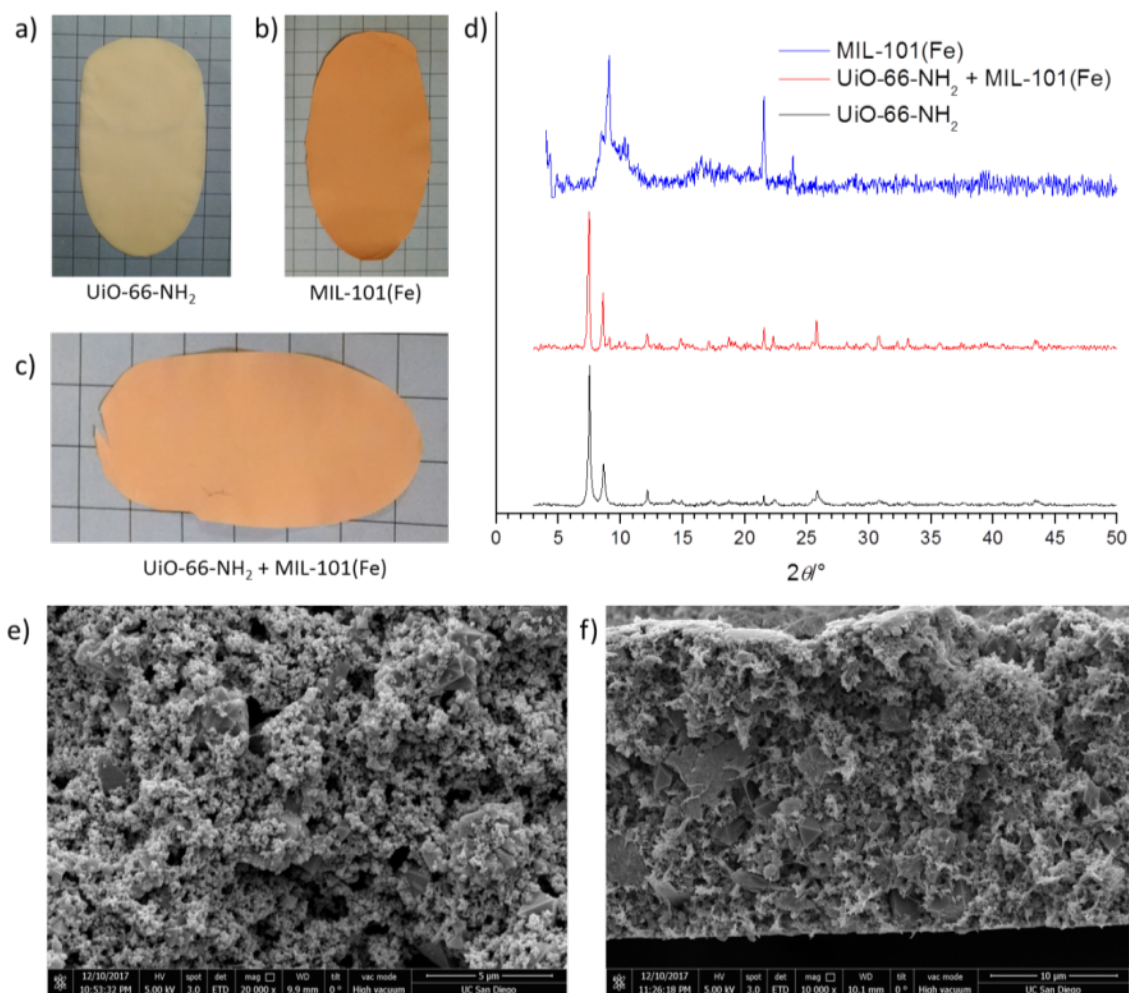 a)
b)
d)
MIL-101(Fe)
UiO-66-NH₂ + MIL-101(Fe)
UiO-66-NH₂
UiO-66-NH₂
MIL-101(Fe)
c)
UiO-66-NH₂ + MIL-101(Fe)
0 5 10 15 20 25 30 35 40 45 50
2θ/°
e)
f)
12/10/2017 HV spot det mag WD tilt vac mode 5 µm
10:53:32 PM 5.00 kV 3.0 ETD 20 000 x 9.9 mm 0 ° High vacuum UC San Diego
12/10/2017 HV spot det mag WD tilt vac mode 10 µm
11:26:18 PM 5.00 kV 3.0 ETD 10 000 x 10.1 mm 0 ° High vacuum UC San Diego